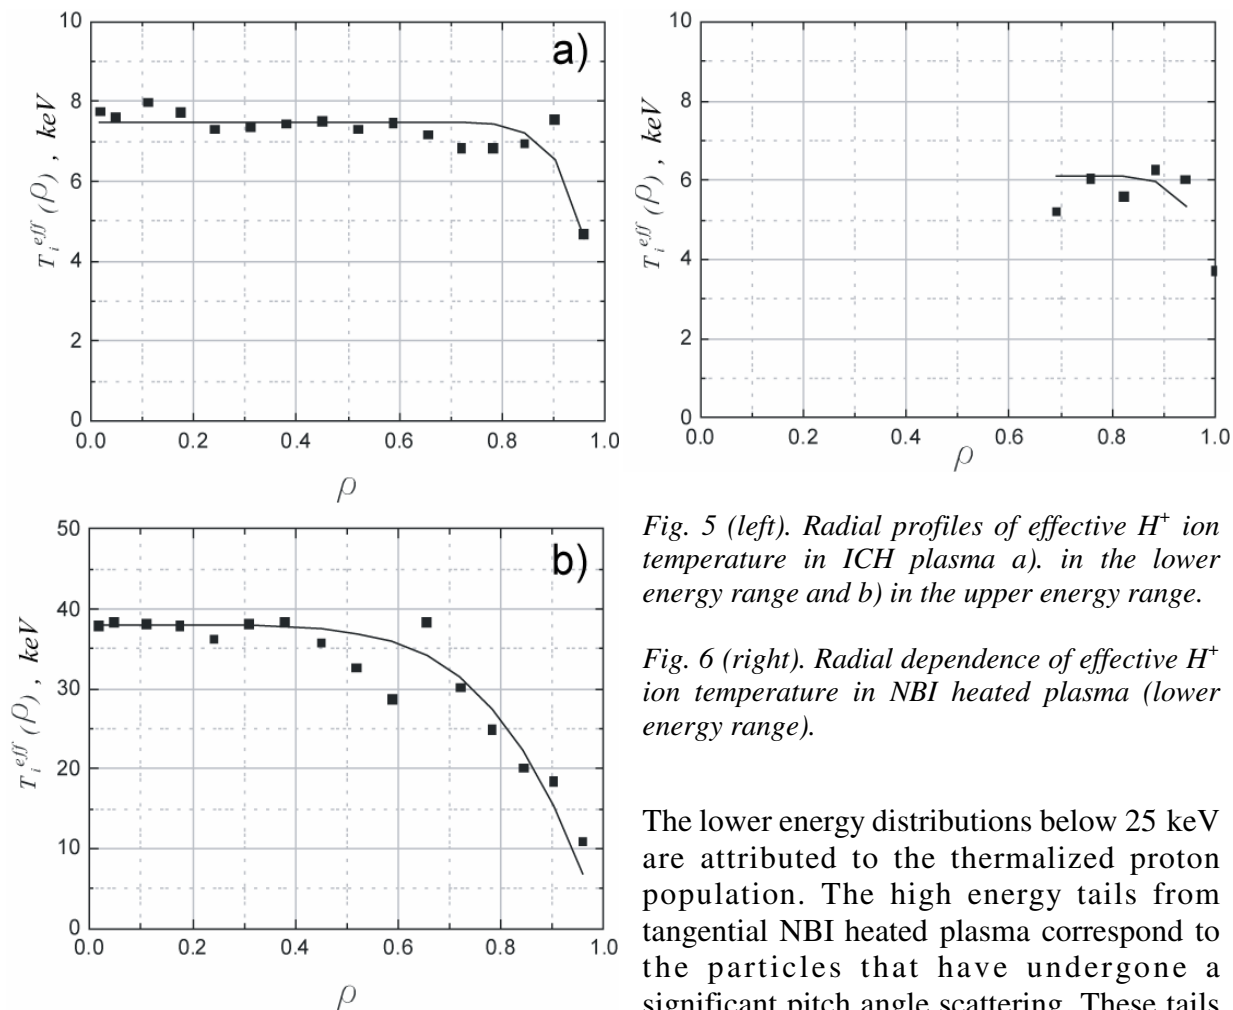 10
8
6
4
2
0
0.0 0.2 0.4 0.6 0.8 1.0
T i eff (ρ) , keV
ρ
a)
10
8
6
4
2
0
0.0 0.2 0.4 0.6 0.8 1.0
T i eff (ρ) , keV
ρ
50
40
30
20
10
0
0.0 0.2 0.4 0.6 0.8 1.0
T i eff (ρ) , keV
ρ
b)
Fig. 5 (left). Radial profiles of effective H+ ion
temperature in ICH plasma a). in the lower
energy range and b) in the upper energy range.
Fig. 6 (right). Radial dependence of effective H+
ion temperature in NBI heated plasma (lower
energy range).
The lower energy distributions below 25 keV
are attributed to the thermalized proton
population. The high energy tails from
tangential NBI heated plasma correspond to
the particles that have undergone a
significant pitch angle scattering. These tails